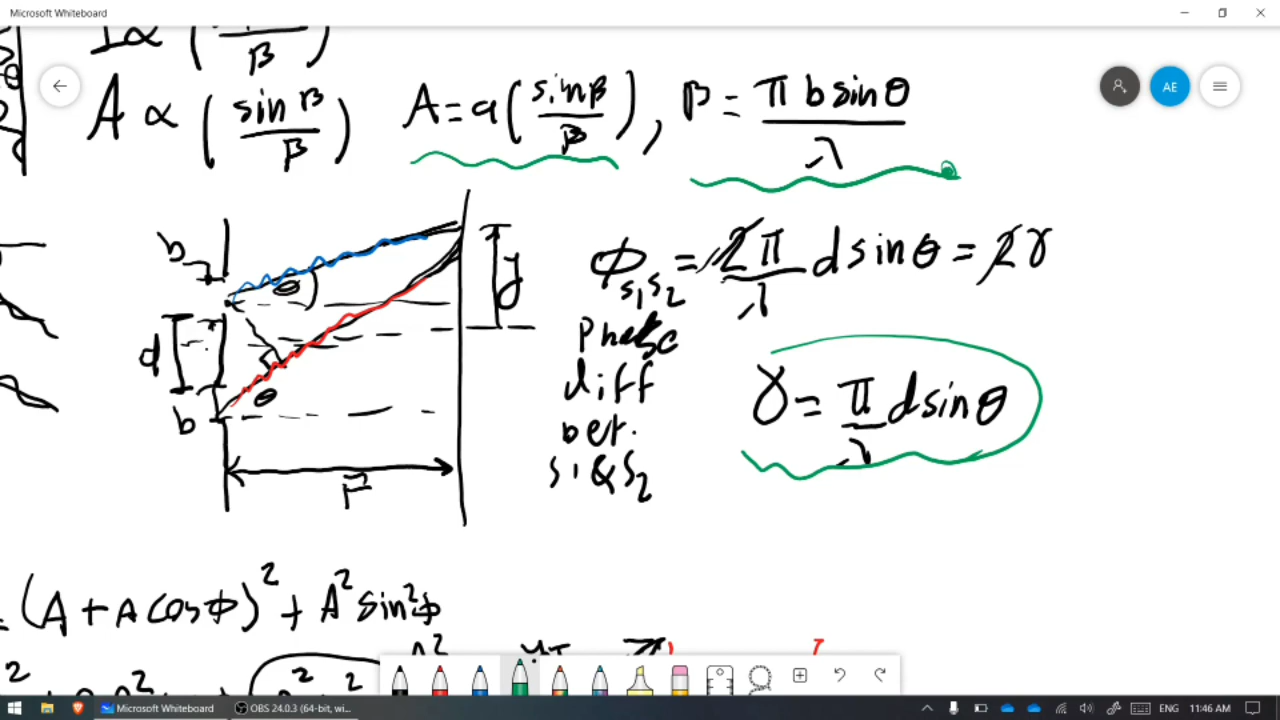 Microsoft Whiteboard
β
A ∝ (sin β / β)
A = a (sin β / β), β = π b sin θ / λ
AE
b
θ
y
d
θ
b
F
ϕ s1s2 = 2π/λ d sin θ = 2γ
phase
diff
bet.
s1 & s2
γ = π/λ d sin θ
= (A + A cos ϕ)² + A² sin² ϕ
Microsoft Whiteboard
OBS 24.0.3 (64-bit, wi...
ENG
11:46 AM